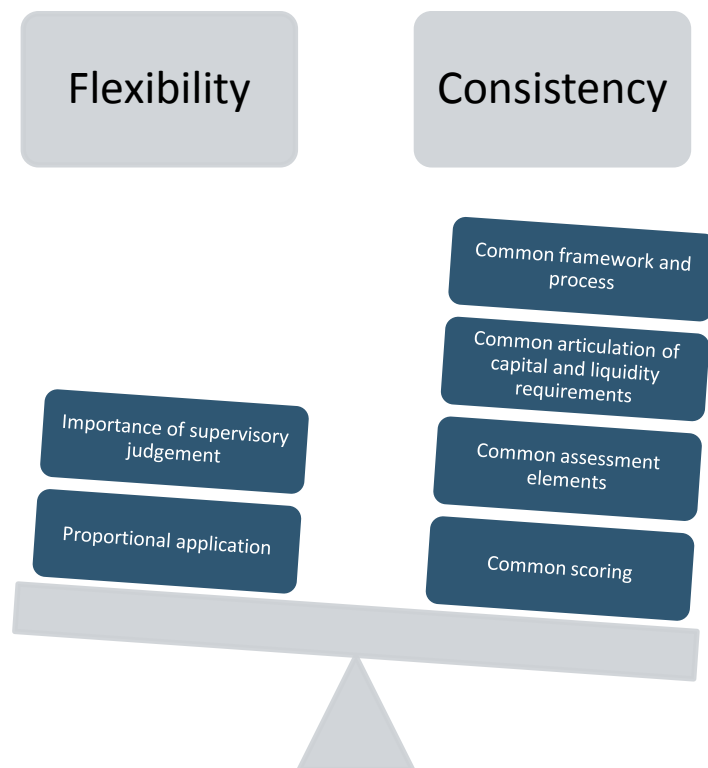 Flexibility
Consistency
Common framework and
process
Common articulation of
capital and liquidity
requirements
Importance of supervisory
judgement
Common assessment
elements
Proportional application
Common scoring